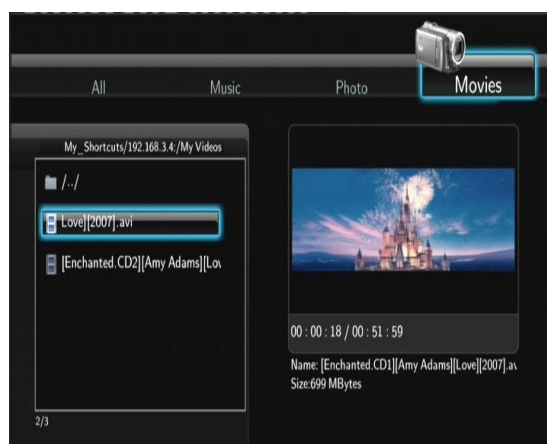 All Music Photo Movies
My_Shortcuts/192.168.3.4:/My Videos
/../
Love][2007].avi
[Enchanted.CD2][Amy Adams][Lov
2/3
00 : 00 : 18 / 00 : 51 : 59
Name: [Enchanted.CD1][Amy Adams][Love][2007].av
Size:699 MBytes